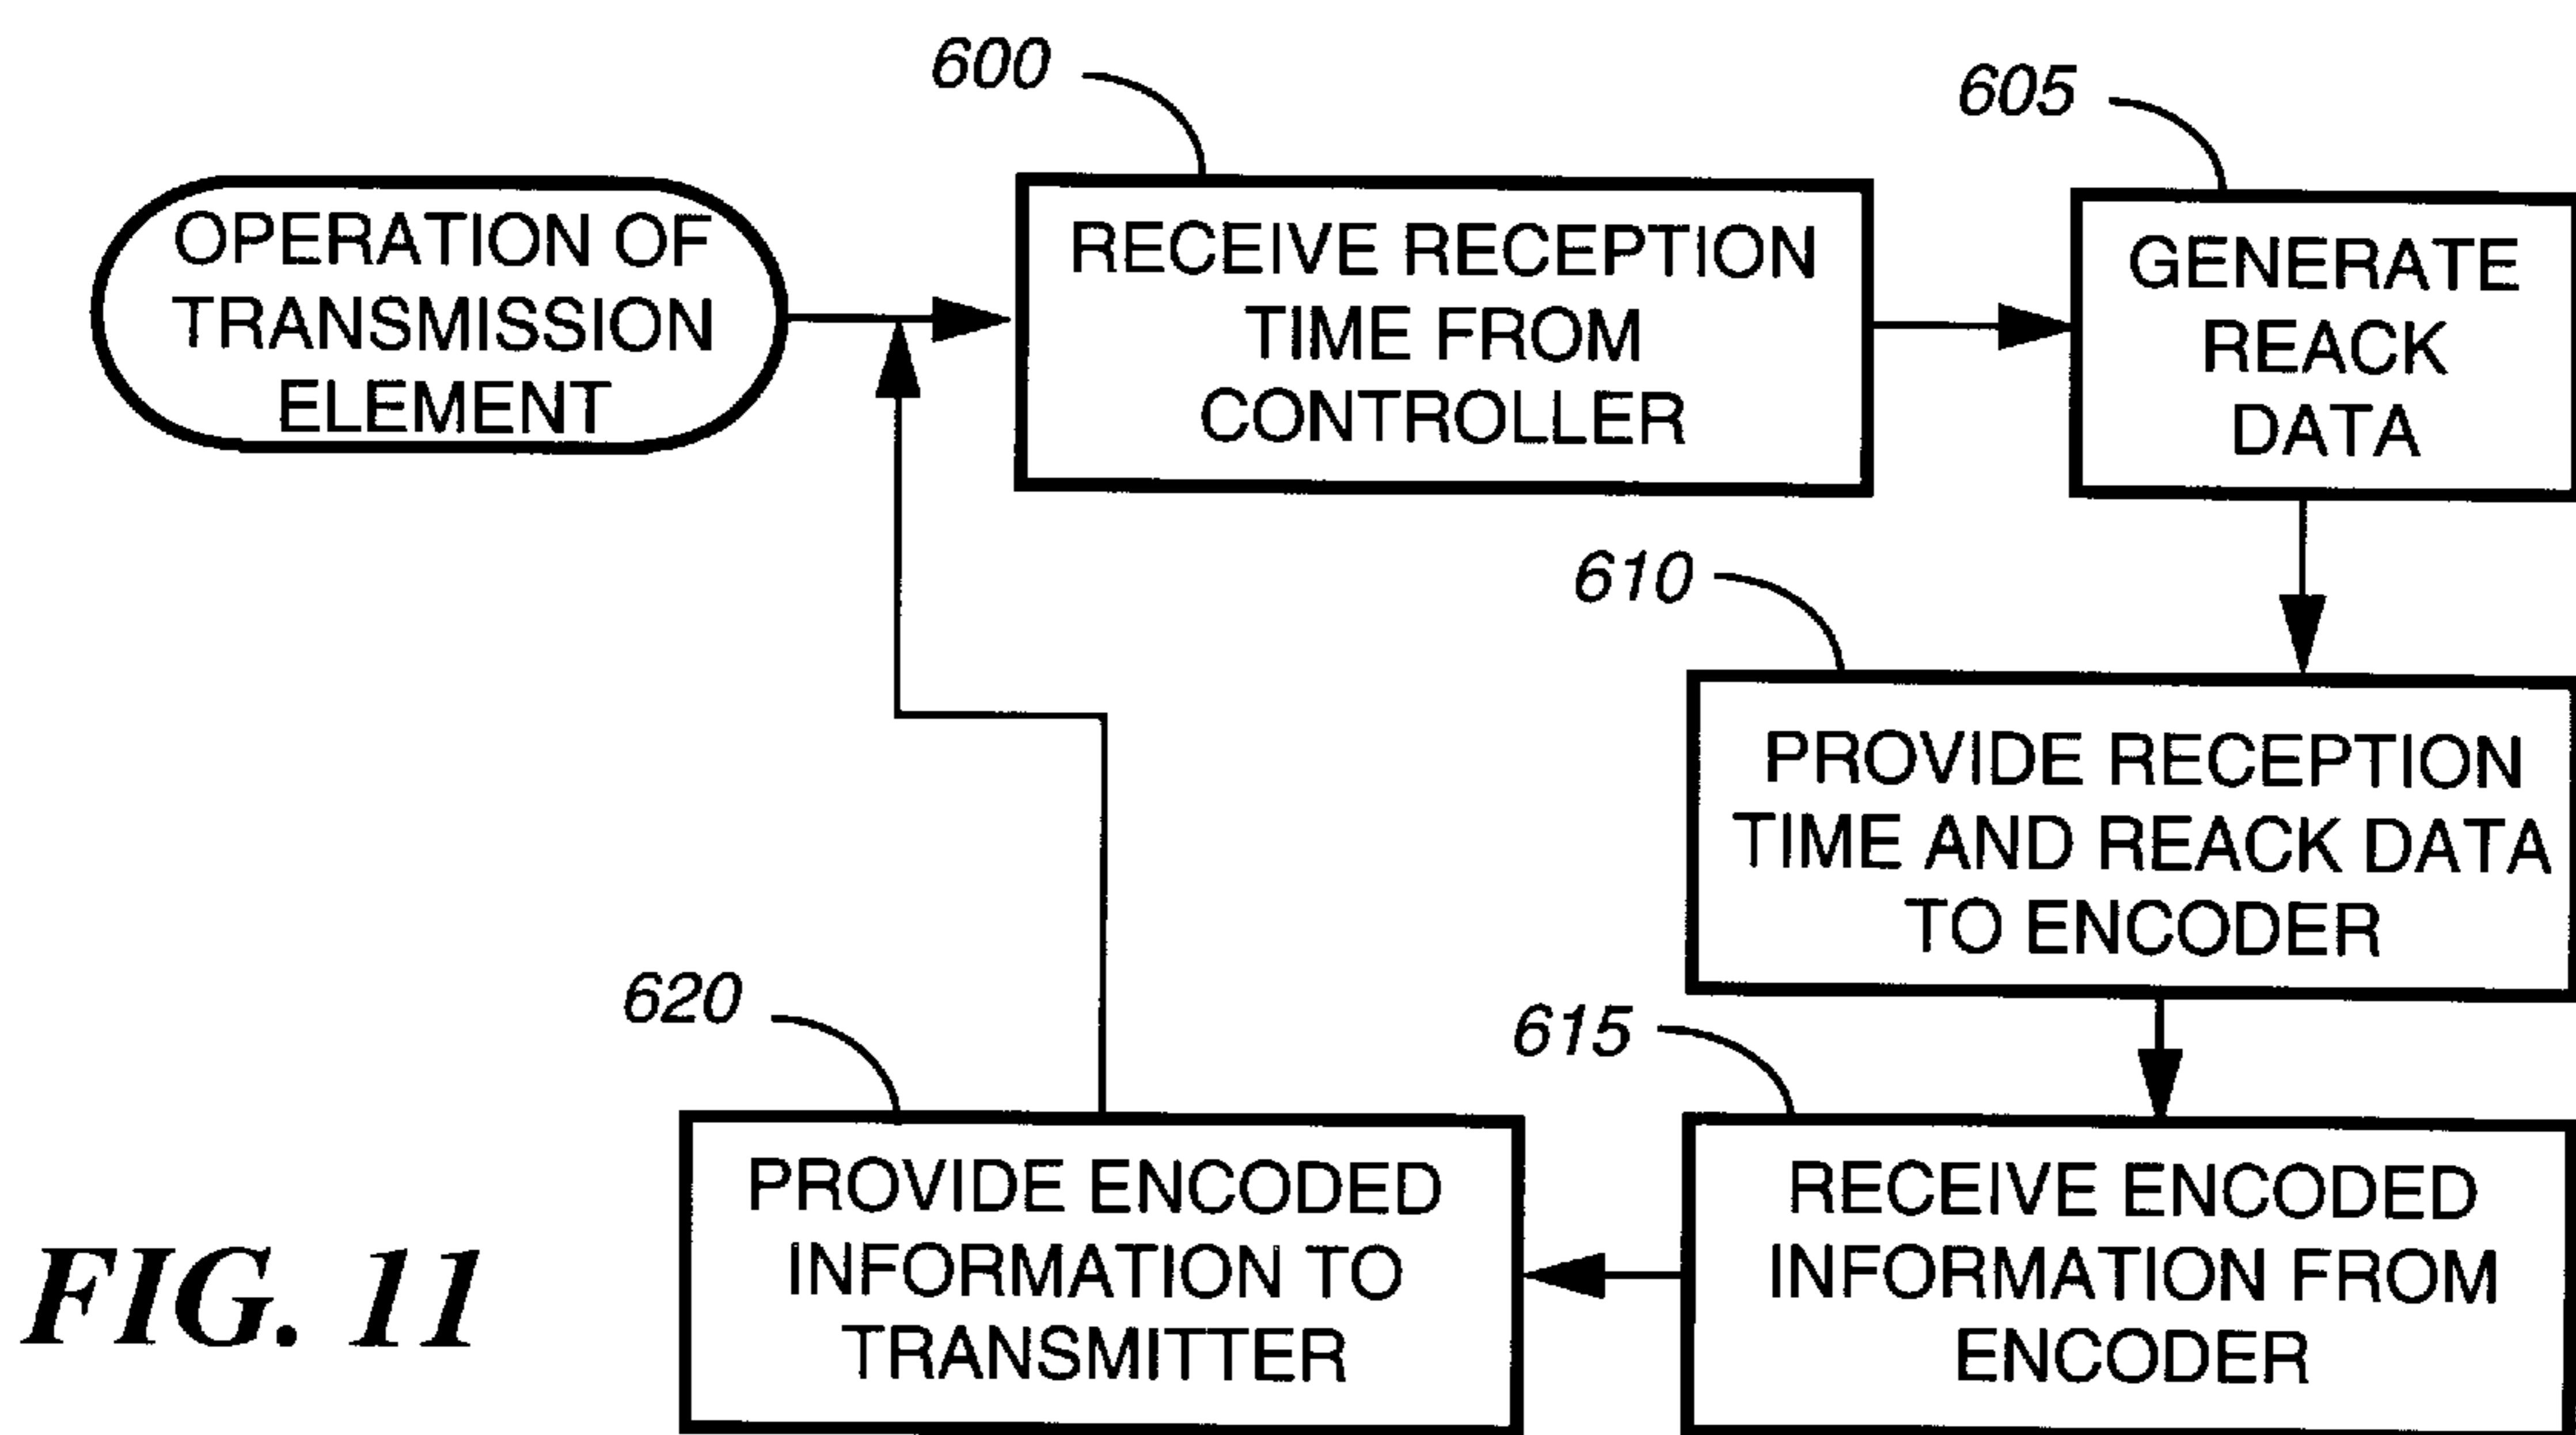 600
605
OPERATION OF
TRANSMISSION
ELEMENT
RECEIVE RECEPTION
TIME FROM
CONTROLLER
GENERATE
REACK
DATA
610
PROVIDE RECEPTION
TIME AND REACK DATA
TO ENCODER
620
615
PROVIDE ENCODED
INFORMATION TO
TRANSMITTER
RECEIVE ENCODED
INFORMATION FROM
ENCODER
FIG. 11